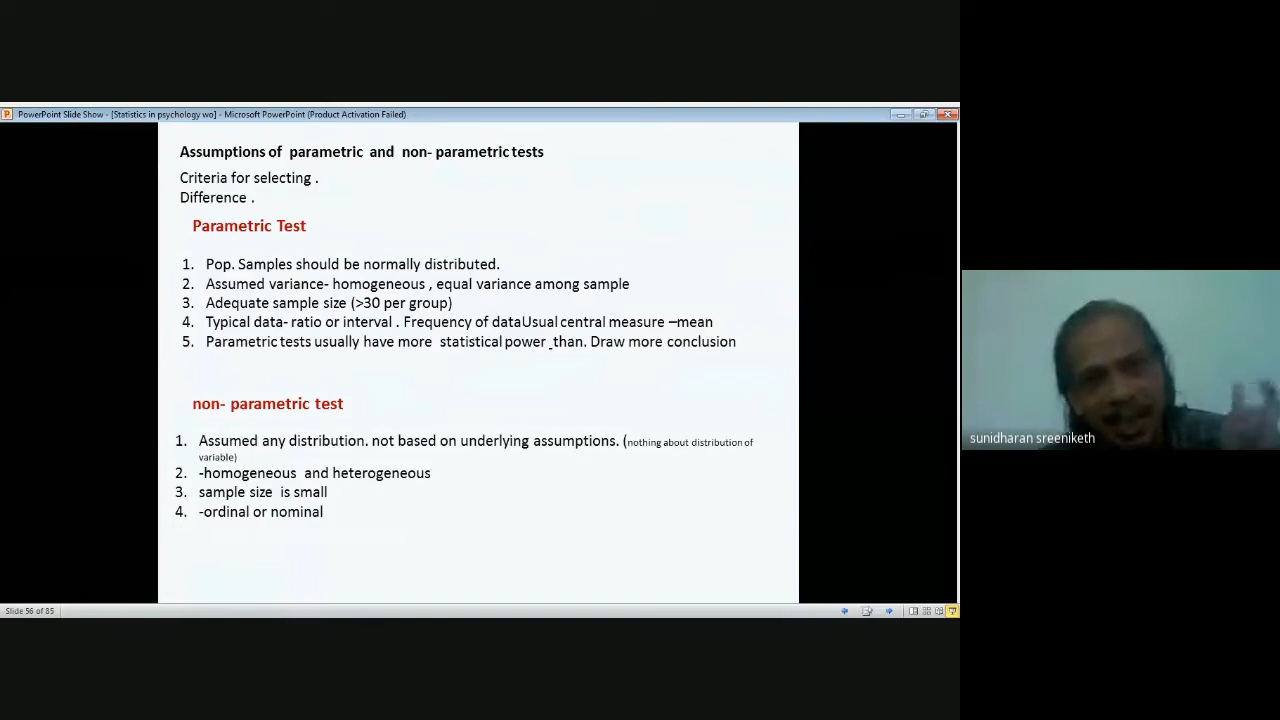 PowerPoint Slide Show - [Statistics in psychology wo] - Microsoft PowerPoint (Product Activation Failed)
Assumptions of parametric and non- parametric tests
Criteria for selecting .
Difference .
Parametric Test
1. Pop. Samples should be normally distributed.
2. Assumed variance- homogeneous , equal variance among sample
3. Adequate sample size (>30 per group)
4. Typical data- ratio or interval . Frequency of dataUsual central measure –mean
5. Parametric tests usually have more statistical power -than. Draw more conclusion
non- parametric test
1. Assumed any distribution. not based on underlying assumptions. (nothing about distribution of
variable)
2. -homogeneous and heterogeneous
3. sample size is small
4. -ordinal or nominal
sunidharan sreeniketh
Slide 56 of 85